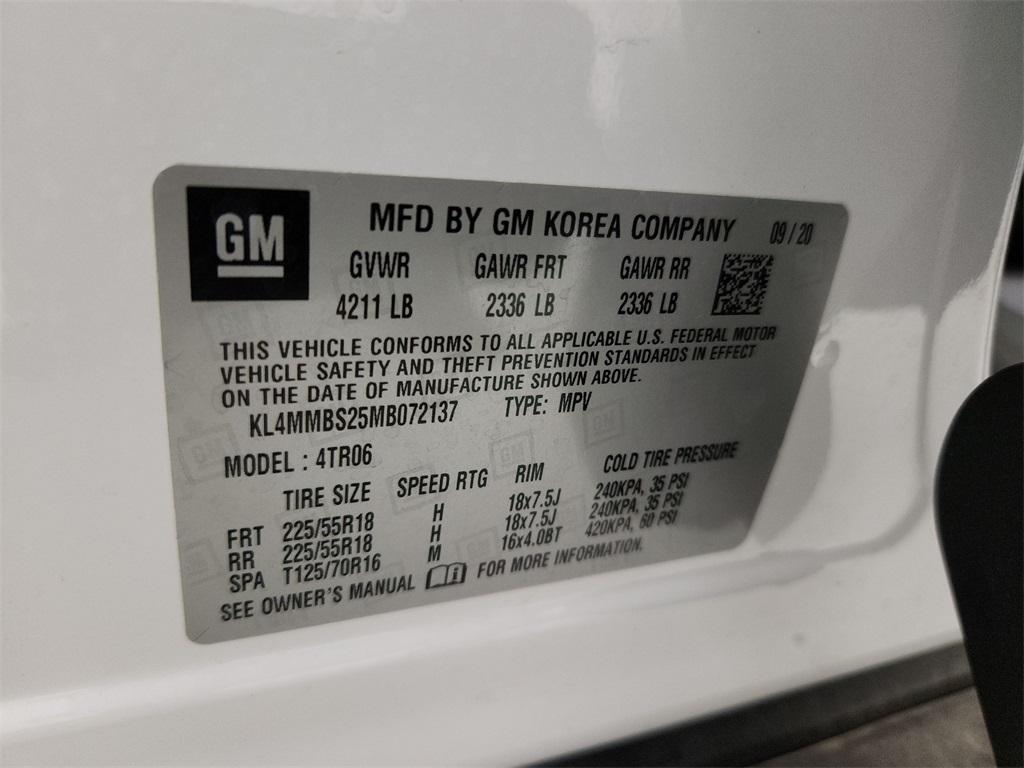 GM
MFD BY GM KOREA COMPANY 09/20
GVWR GAWR FRT GAWR RR
4211 LB 2336 LB 2336 LB
THIS VEHICLE CONFORMS TO ALL APPLICABLE U.S. FEDERAL MOTOR
VEHICLE SAFETY AND THEFT PREVENTION STANDARDS IN EFFECT
ON THE DATE OF MANUFACTURE SHOWN ABOVE.
KL4MMBS25MB072137 TYPE: MPV
MODEL : 4TR06
TIRE SIZE SPEED RTG RIM COLD TIRE PRESSURE
FRT 225/55R18 H 18x7.5J 240KPA, 35 PSI
RR 225/55R18 H 18x7.5J 240KPA, 35 PSI
SPA T125/70R16 M 16x4.0BT 420KPA, 60 PSI
SEE OWNER'S MANUAL FOR MORE INFORMATION.